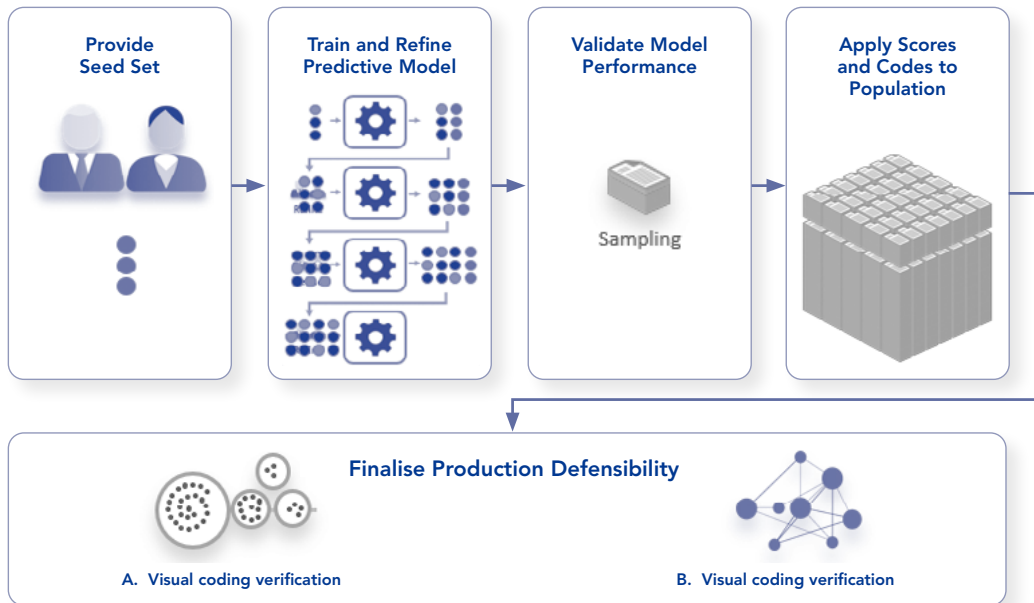 Provide
Seed Set
Train and Refine
Predictive Model
Validate Model
Performance
Sampling
Apply Scores
and Codes to
Population
Finalise Production Defensibility
A. Visual coding verification
B. Visual coding verification